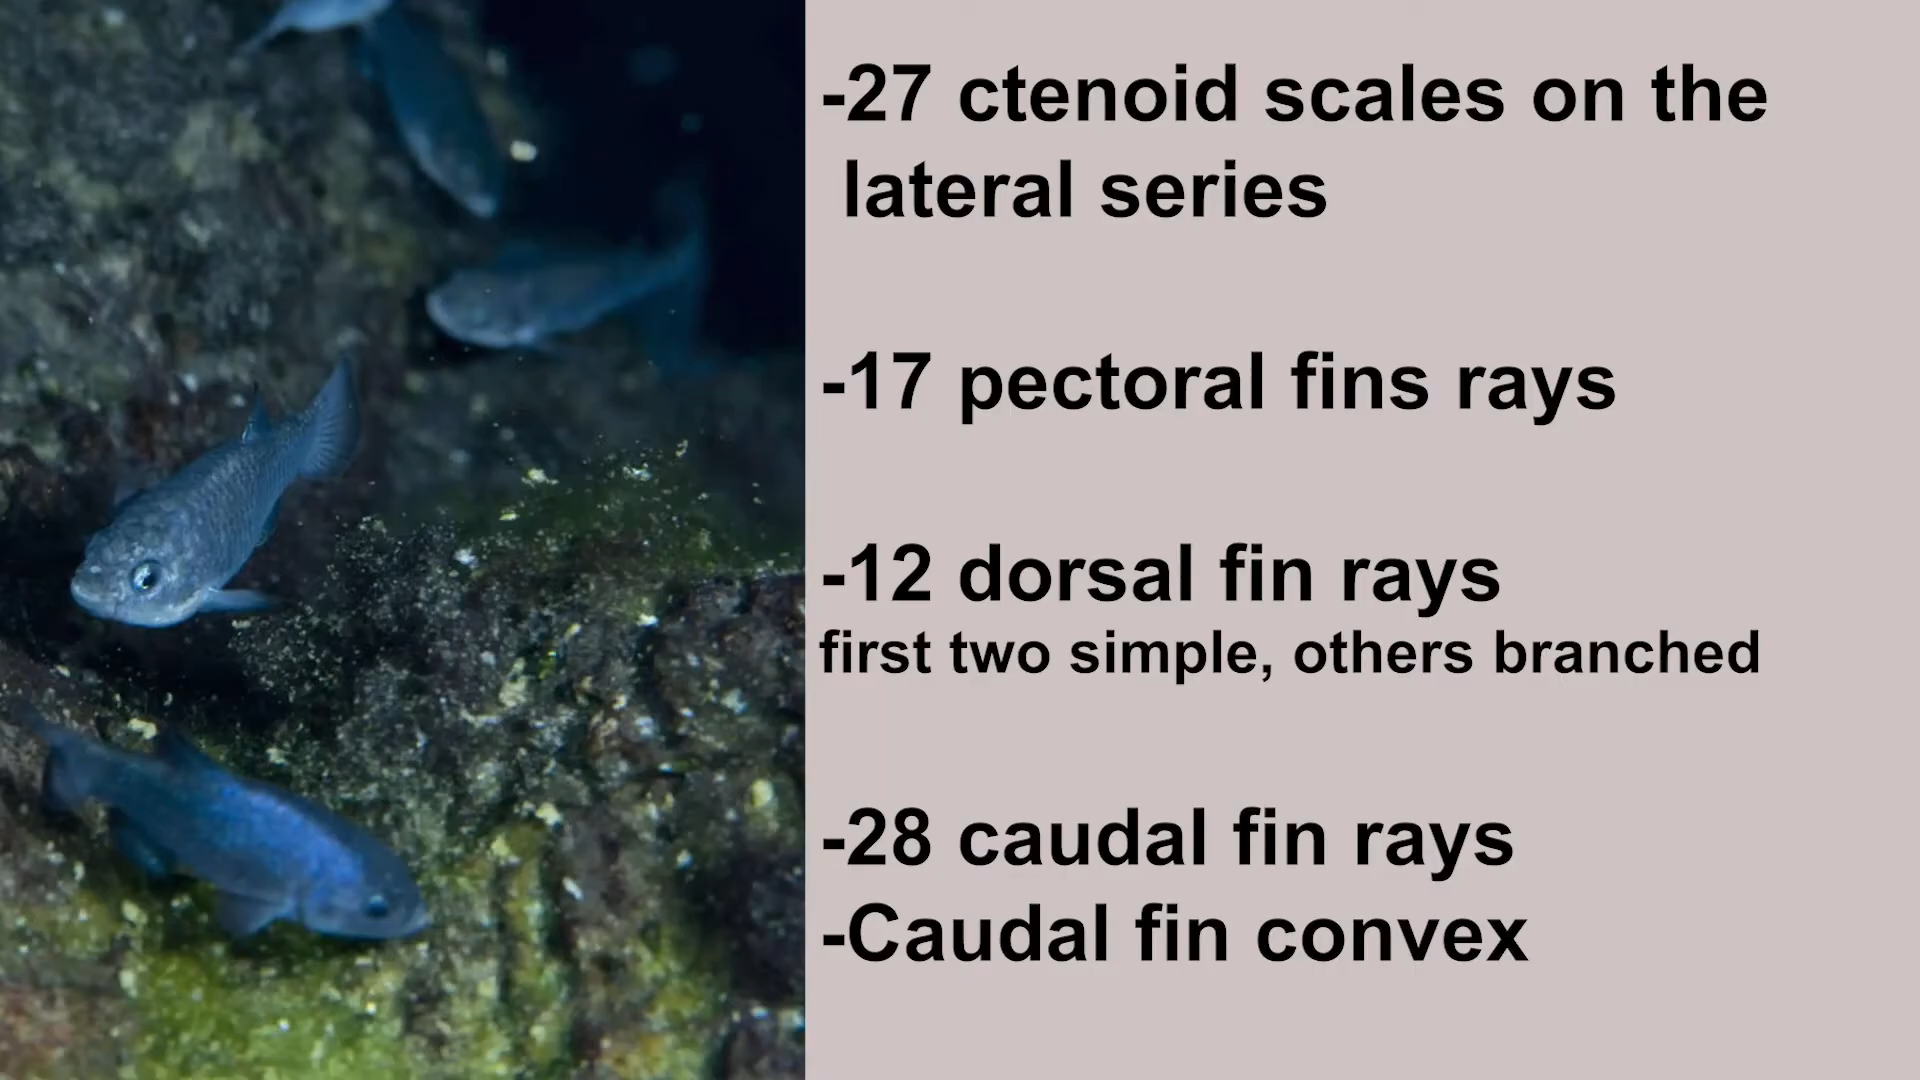 -27 ctenoid scales on the
lateral series
-17 pectoral fins rays
-12 dorsal fin rays
first two simple, others branched
-28 caudal fin rays
-Caudal fin convex